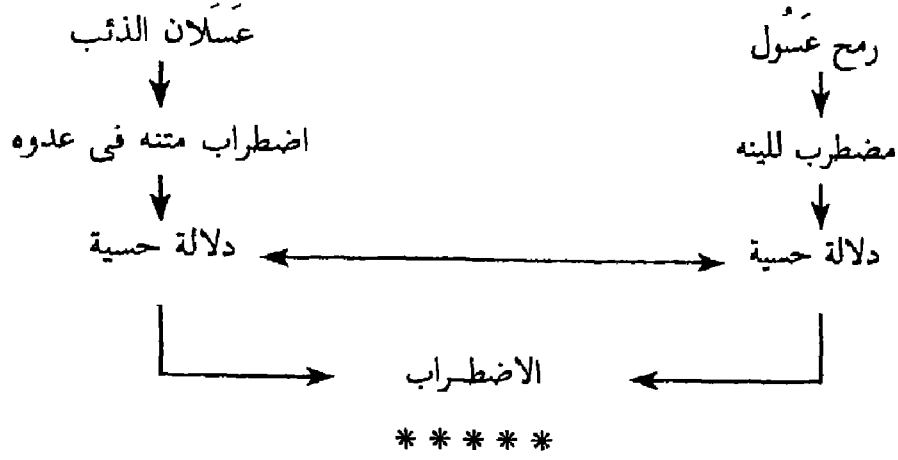 رمح عَسُول عَسَلان الذئب
مضطرب للينه اضطراب متنه فى عدوه
دلالة حسية دلالة حسية
الاضطراب
*****